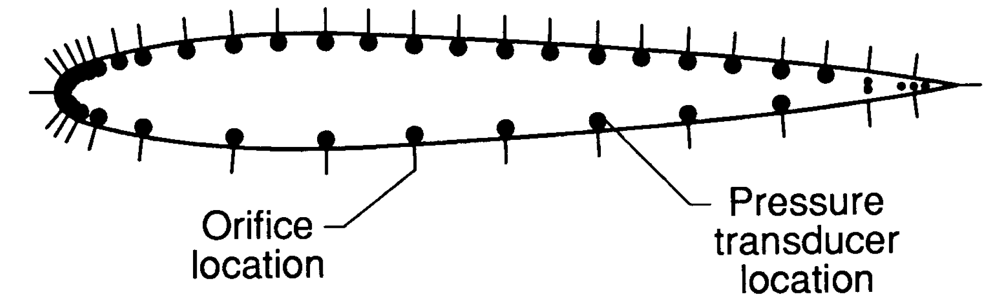 Orifice
location
Pressure
transducer
location